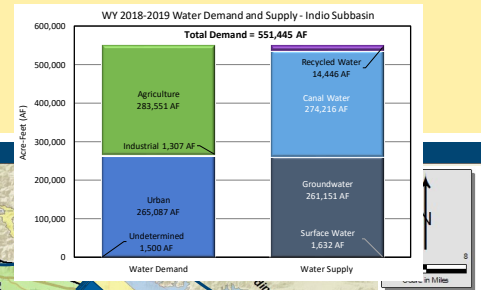 WY 2018-2019 Water Demand and Supply - Indio Subbasin
Total Demand = 551,445 AF
Acre-Feet (AF)
600,000
500,000
400,000
300,000
200,000
100,000
0
Agriculture
283,551 AF
Industrial 1,307 AF
Urban
265,087 AF
Undetermined
1,500 AF
Recycled Water
14,446 AF
Canal Water
274,216 AF
Groundwater
261,151 AF
Surface Water
1,632 AF
Water Demand
Water Supply
N
8
in Miles